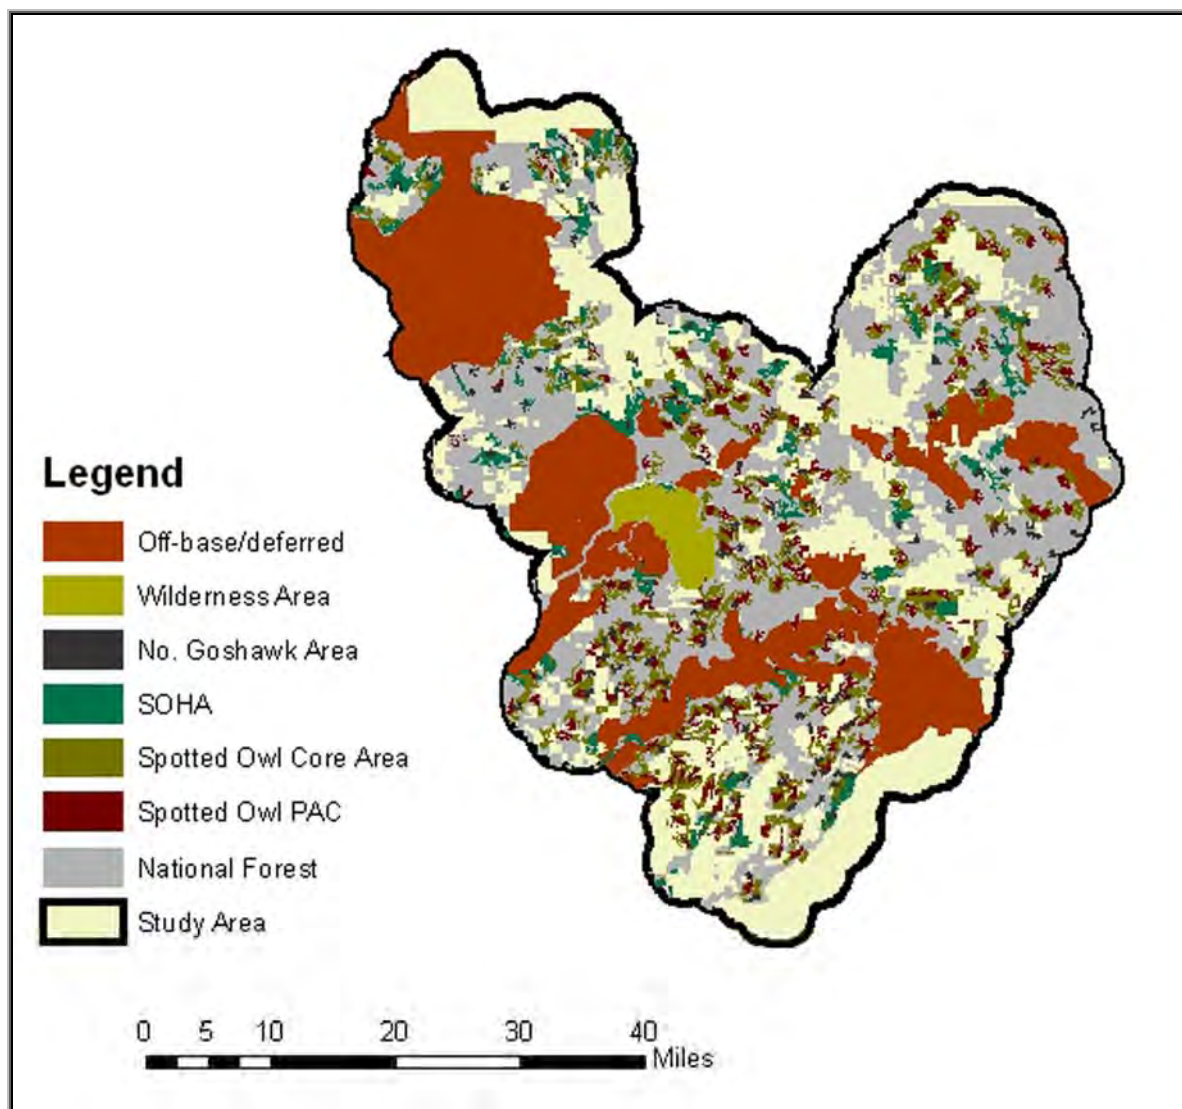 Legend
Off-base/deferred
Wilderness Area
No. Goshawk Area
SOHA
Spotted Owl Core Area
Spotted Owl PAC
National Forest
Study Area
0 5 10 20 30 40
Miles